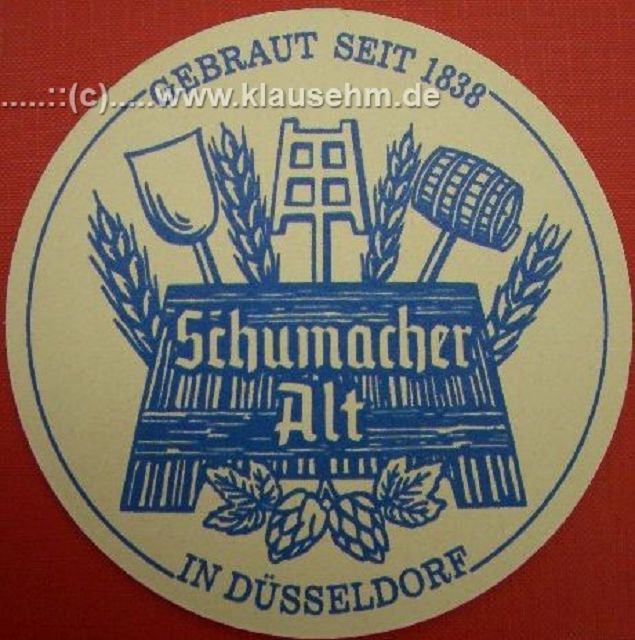 GEBRAUT SEIT 1838
.....::(c).....www.klausehm.de
Schumacher
Alt
IN DÜSSELDORF